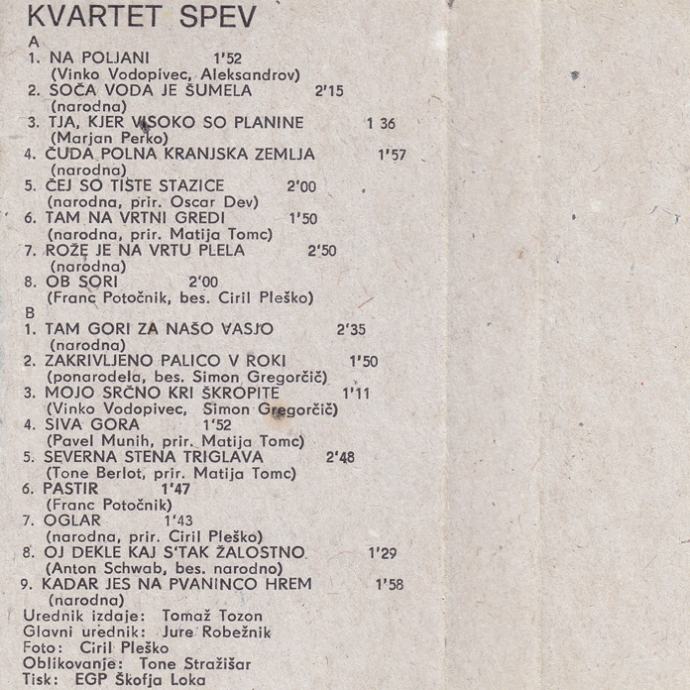 KVARTET SPEV
A
1. NA POLJANI 1'52
(Vinko Vodopivec, Aleksandrov)
2. SOČA VODA JE ŠUMELA 2'15
(narodna)
3. TJA, KJER VISOKO SO PLANINE 1 36
(Marjan Perko)
4. ČUDA POLNA KRANJSKA ZEMLJA 1'57
(narodna)
5. ČEJ SO TISTE STAZICE 2'00
(narodna, prir. Oscar Dev)
6. TAM NA VRTNI GREDI 1'50
(narodna, prir. Matija Tomc)
7. ROŽE JE NA VRTU PLELA 2'50
(narodna)
8. OB SORI 2'00
(Franc Potočnik, bes. Ciril Pleško)
B
1. TAM GORI ZA NAŠO VASJO 2'35
(narodna)
2. ZAKRIVLJENO PALICO V ROKI 1'50
(ponarodela, bes. Simon Gregorčič)
3. MOJO SRČNO KRI ŠKROPITE 1'11
(Vinko Vodopivec, Simon Gregorčič)
4. SIVA GORA 1'52
(Pavel Munih, prir. Matija Tomc)
5. SEVERNA STENA TRIGLAVA 2'48
(Tone Berlot, prir. Matija Tomc)
6. PASTIR 1'47
(Franc Potočnik)
7. OGLAR 1'43
(narodna, prir. Ciril Pleško)
8. OJ DEKLE KAJ S'TAK ŽALOSTNO 1'29
(Anton Schwab, bes. narodno)
9. KADAR JES NA PVANINCO HREM 1'58
(narodna)
Urednik izdaje: Tomaž Tozon
Glavni urednik: Jure Robežnik
Foto: Ciril Pleško
Oblikovanje: Tone Stražišar
Tisk: EGP Škofja Loka